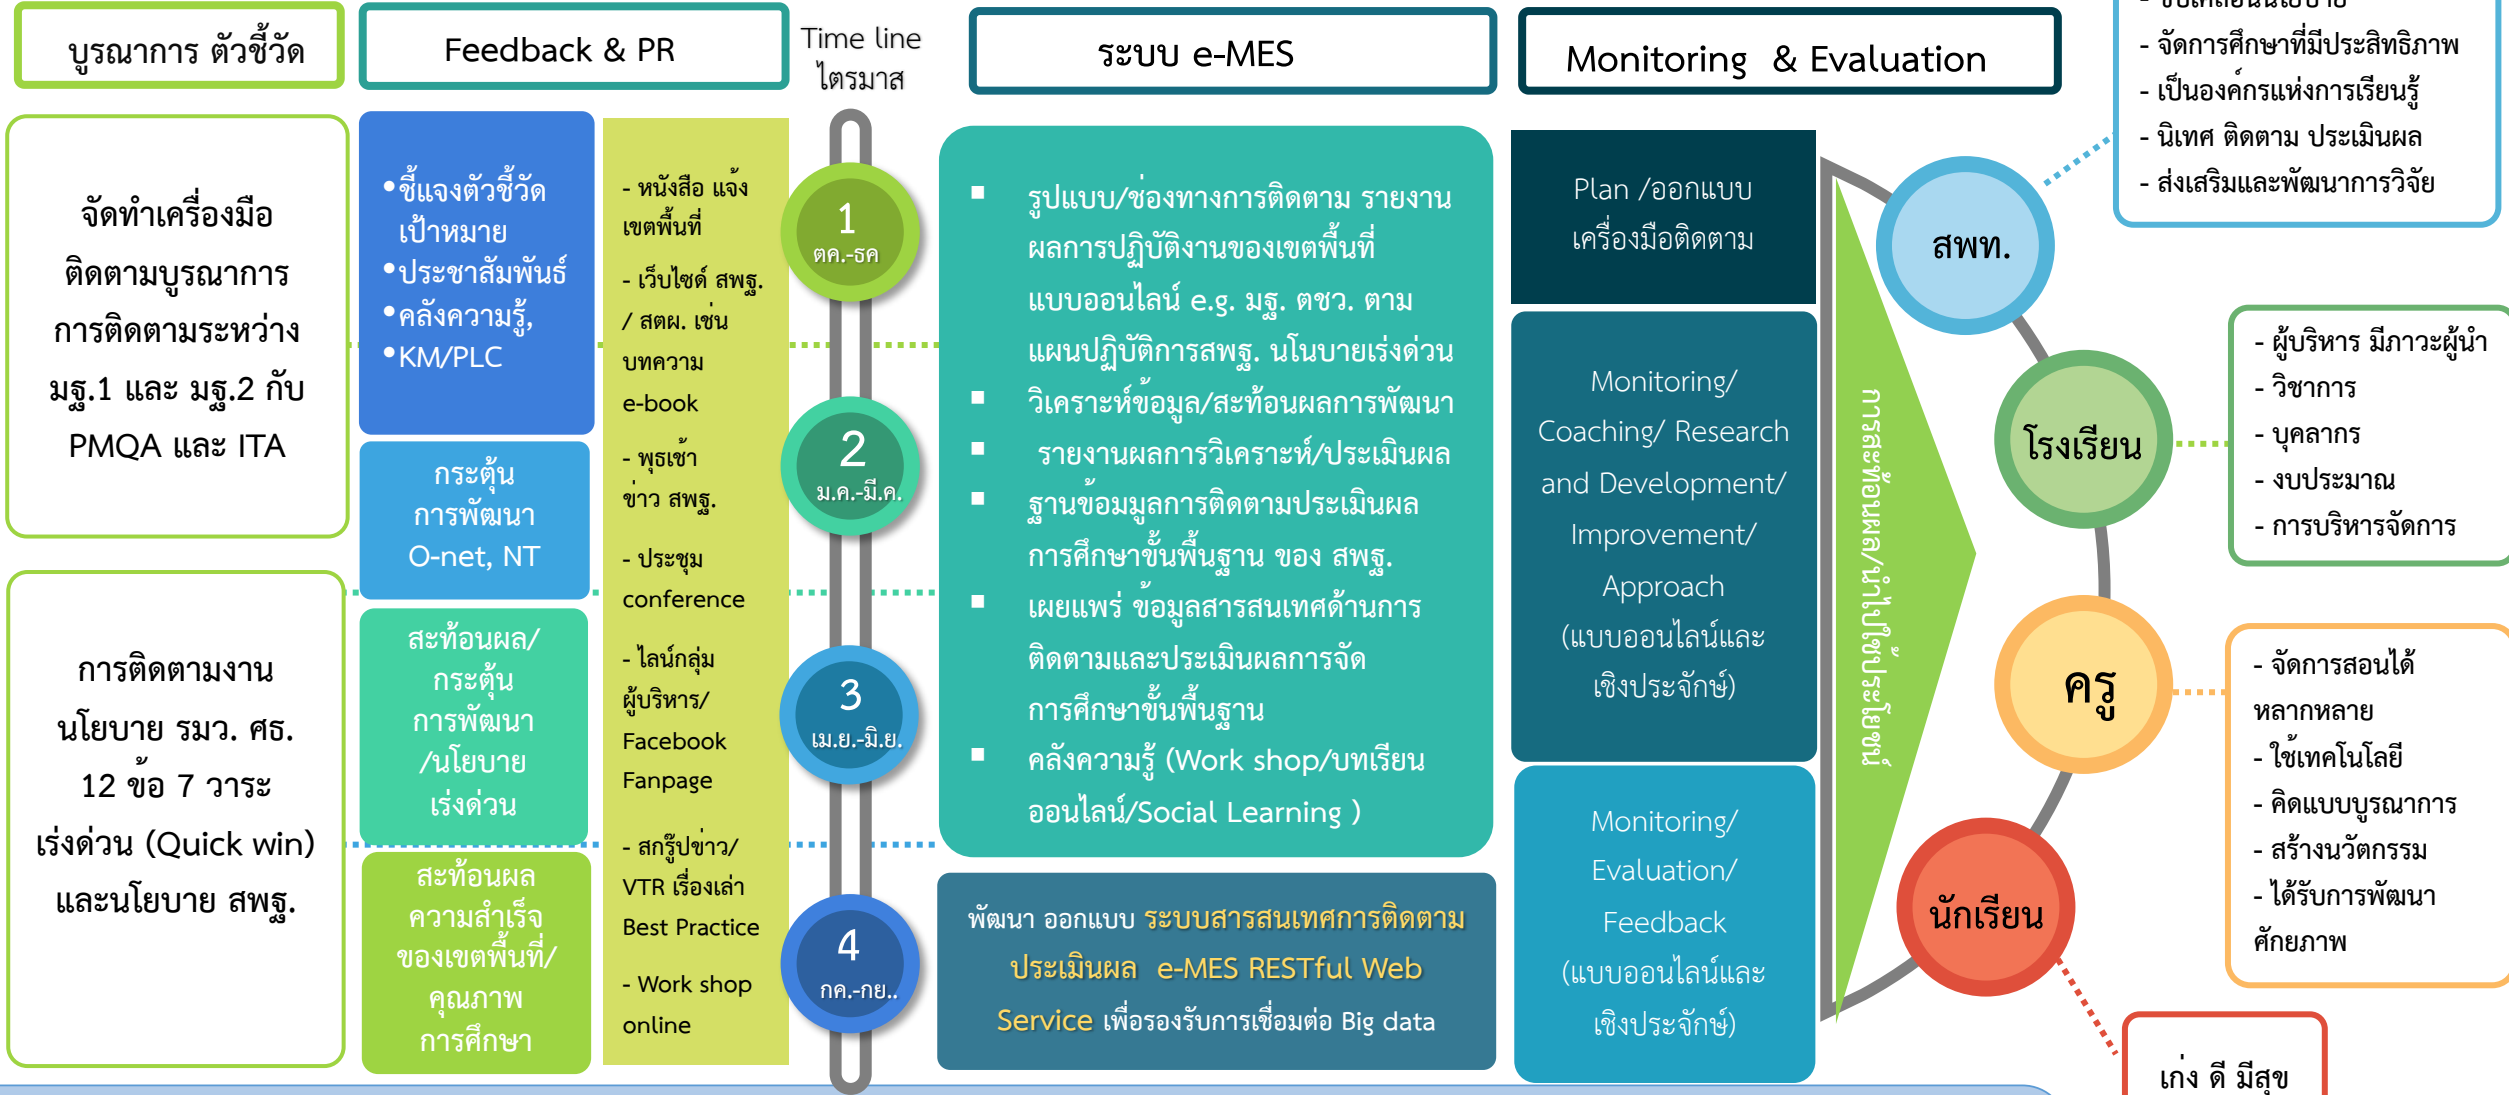 บูรณาการ ตัวชี้วัด
จัดทำเครื่องมือ
ติดตามบูรณาการ
การติดตามระหว่าง
มฐ.1 และ มฐ.2 กับ
PMQA และ ITA
การติดตามงาน
นโยบาย รมว. ศธ.
12 ข้อ 7 วาระ
เร่งด่วน (Quick win)
และนโยบาย สพฐ.
Feedback & PR
•ชี้แจงตัวชี้วัด
เป้าหมาย
•ประชาสัมพันธ์
•คลังความรู้,
•KM/PLC
กระตุ้น
การพัฒนา
O-net, NT
สะท้อนผล/
กระตุ้น
การพัฒนา
/นโยบาย
เร่งด่วน
สะท้อนผล
ความสำเร็จ
ของเขตพื้นที่/
คุณภาพ
การศึกษา
- หนังสือ แจ้ง
เขตพื้นที่
- เว็บไซด์ สพฐ.
/ สตผ. เช่น
บทความ
e-book
- พุธเช้า
ข่าว สพฐ.
- ประชุม
conference
- ไลน์กลุ่ม
ผู้บริหาร/
Facebook
Fanpage
- สกรู๊ปข่าว/
VTR เรื่องเล่า
Best Practice
- Work shop
online
Time line
ไตรมาส
1
ตค.-ธค
2
ม.ค.-มี.ค.
3
เม.ย.-มิ.ย.
4
กค.-กย..
ระบบ e-MES
▪ รูปแบบ/ช่องทางการติดตาม รายงาน
ผลการปฏิบัติงานของเขตพื้นที่
แบบออนไลน์ e.g. มฐ. ตชว. ตาม
แผนปฏิบัติการสพฐ. นโนบายเร่งด่วน
▪ วิเคราะห์ข้อมูล/สะท้อนผลการพัฒนา
▪ รายงานผลการวิเคราะห์/ประเมินผล
▪ ฐานข้อมมูลการติดตามประเมินผล
การศึกษาขั้นพื้นฐาน ของ สพฐ.
▪ เผยแพร่ ข้อมูลสารสนเทศด้านการ
ติดตามและประเมินผลการจัด
การศึกษาขั้นพื้นฐาน
▪ คลังความรู้ (Work shop/บทเรียน
ออนไลน์/Social Learning )
พัฒนา ออกแบบ ระบบสารสนเทศการติดตาม
ประเมินผล e-MES RESTful Web
Service เพื่อรองรับการเชื่อมต่อ Big data
Monitoring & Evaluation
Plan /ออกแบบ
เครื่องมือติดตาม
Monitoring/
Coaching/ Research
and Development/
Improvement/
Approach
(แบบออนไลน์และ
เชิงประจักษ์)
Monitoring/
Evaluation/
Feedback
(แบบออนไลน์และ
เชิงประจักษ์)
การสะท้อนผล/นำไปใช้ประโยชน์
สพท.
โรงเรียน
ครู
นักเรียน
- ขับเคลื่อนนโยบาย
- จัดการศึกษาที่มีประสิทธิภาพ
- เป็นองค์กรแห่งการเรียนรู้
- นิเทศ ติดตาม ประเมินผล
- ส่งเสริมและพัฒนาการวิจัย
- ผู้บริหาร มีภาวะผู้นำ
- วิชาการ
- บุคลากร
- งบประมาณ
- การบริหารจัดการ
- จัดการสอนได้
หลากหลาย
- ใช้เทคโนโลยี
- คิดแบบบูรณาการ
- สร้างนวัตกรรม
- ได้รับการพัฒนา
ศักยภาพ
เก่ง ดี มีสุข